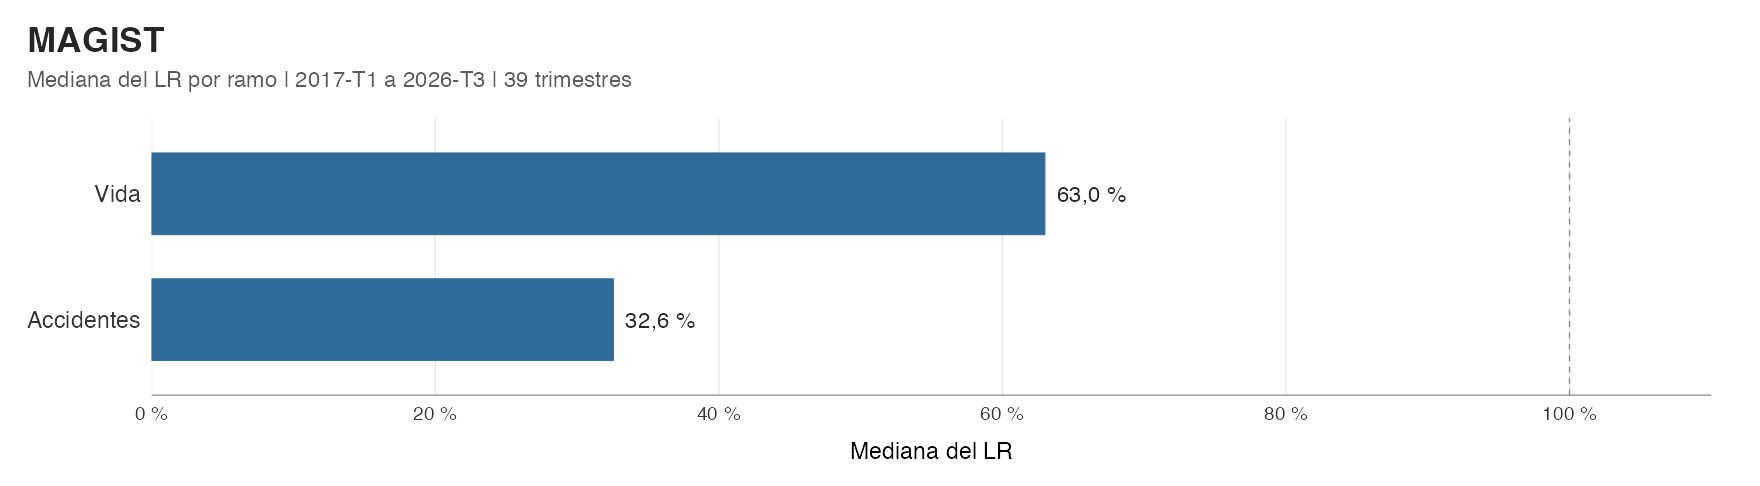 MAGIST
Mediana del LR por ramo | 2017-T1 a 2026-T3 | 39 trimestres
Vida
63,0 %
Accidentes
32,6 %
0 %
20 %
40 %
60 %
80 %
100 %
Mediana del LR